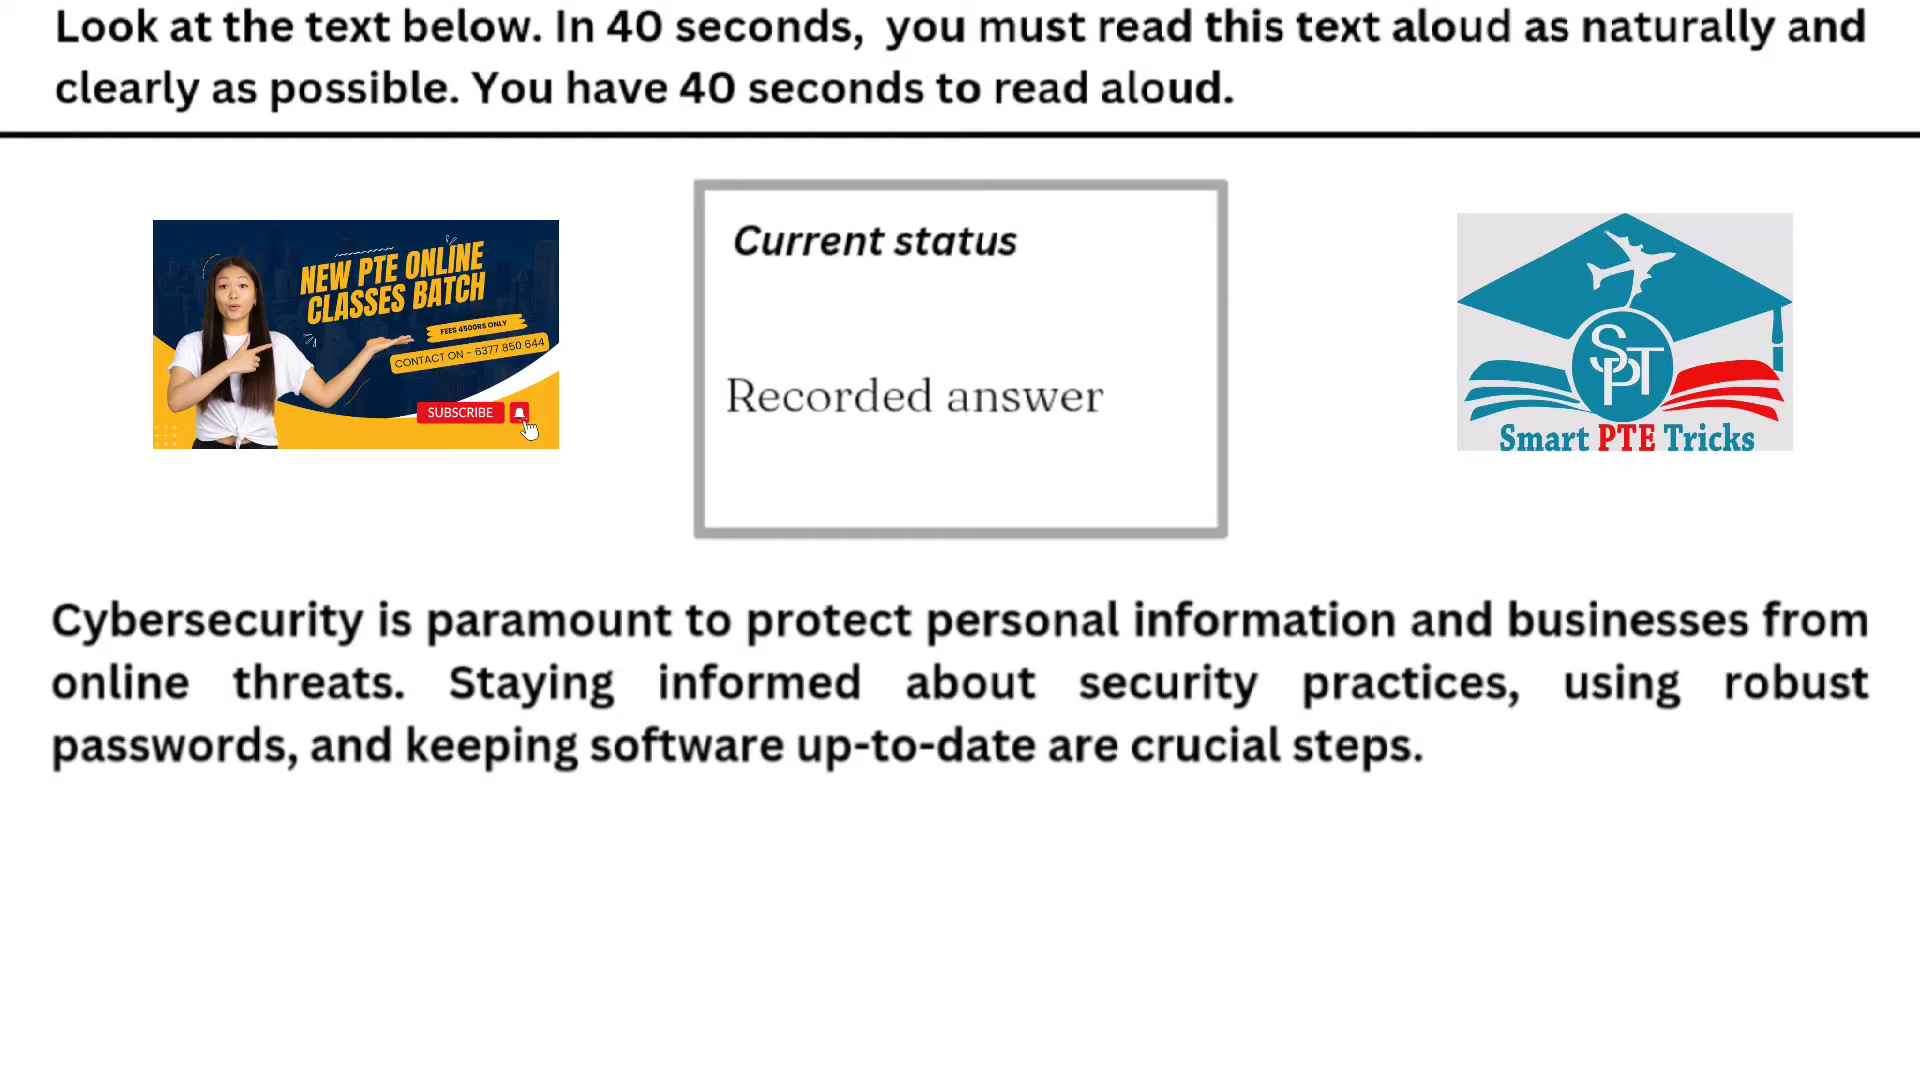 Look at the text below. In 40 seconds, you must read this text aloud as naturally and
clearly as possible. You have 40 seconds to read aloud.
NEW PTE ONLINE
CLASSES BATCH
FEES 4500RS ONLY
CONTACT ON - 6377 850 644
SUBSCRIBE
Current status
Recorded answer
SPT
Smart PTE Tricks
Cybersecurity is paramount to protect personal information and businesses from
online threats. Staying informed about security practices, using robust
passwords, and keeping software up-to-date are crucial steps.